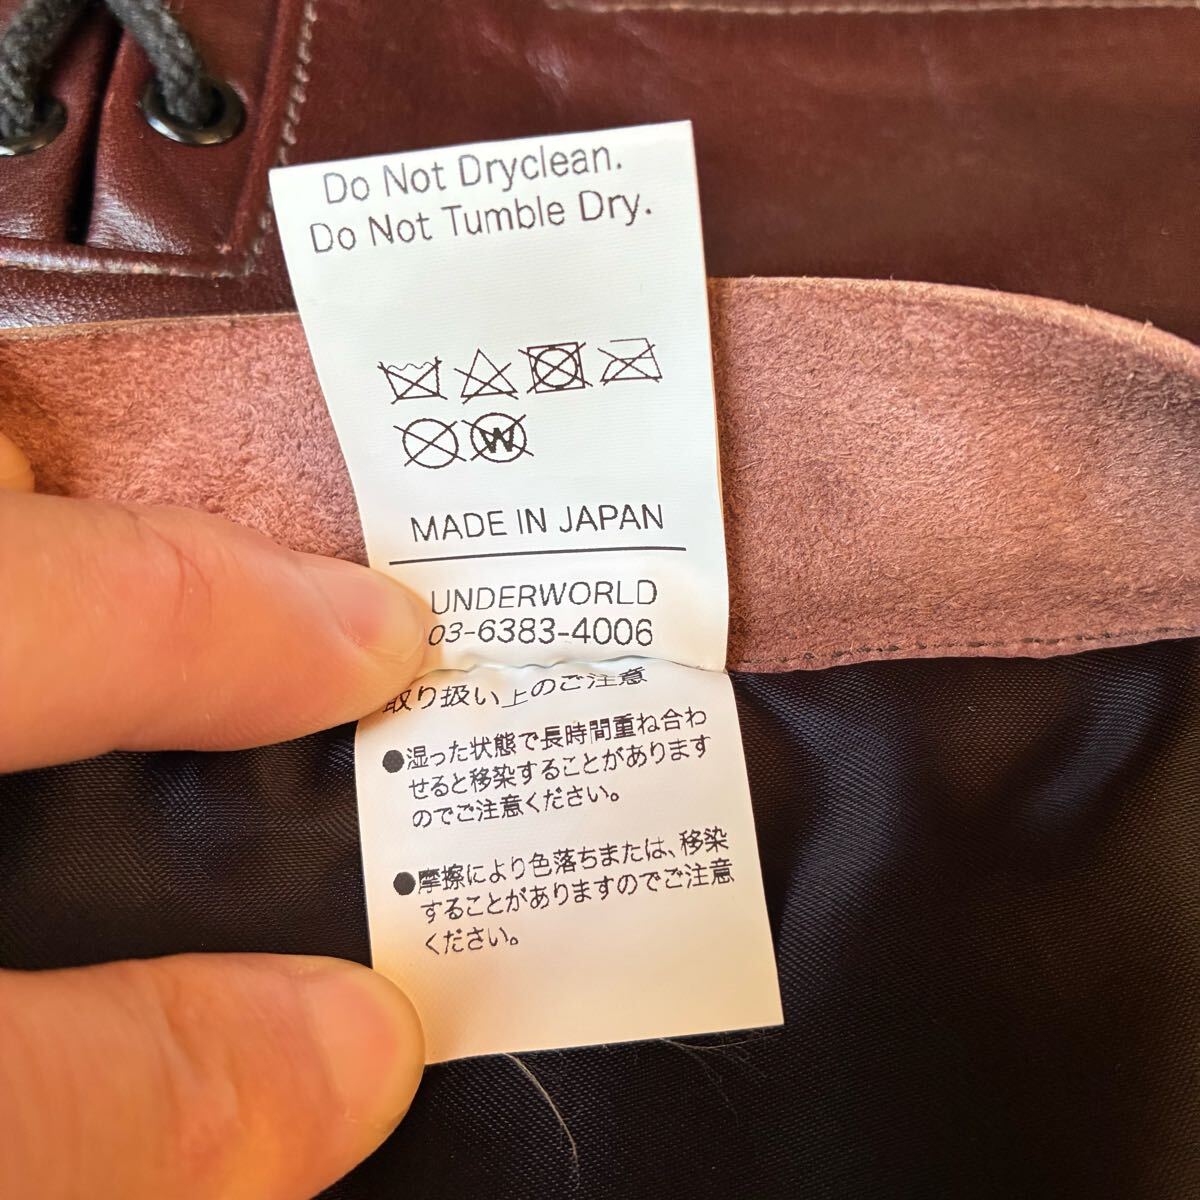 Do Not Dryclean.
Do Not Tumble Dry.
W
MADE IN JAPAN
UNDERWORLD
03-6383-4006
取り扱い上のご注意
●湿った状態で長時間重ね合わ
せると移染することがあります
のでご注意ください。
●摩擦により色落ちまたは、移染
することがありますのでご注意
ください。